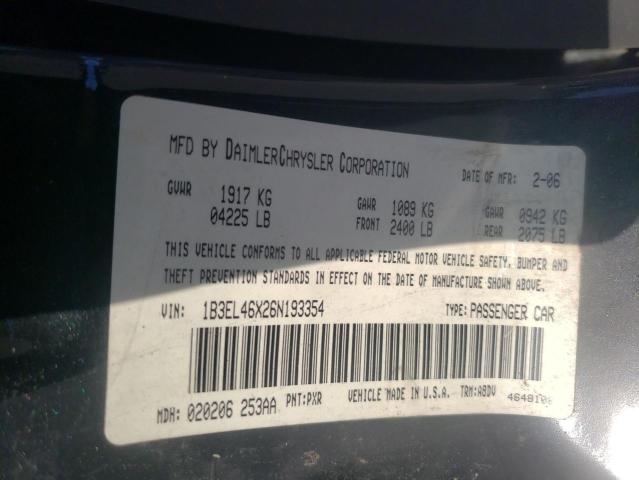 MFD BY DAIMLERCHRYSLER CORPORATION DATE OF MFR: 2-06
GVWR 1917 KG GAWR 1089 KG GAWR 0942 KG
04225 LB FRONT 2400 LB REAR 2075 LB
THIS VEHICLE CONFORMS TO ALL APPLICABLE FEDERAL MOTOR VEHICLE SAFETY, BUMPER AND
THEFT PREVENTION STANDARDS IN EFFECT ON THE DATE OF MANUFACTURE SHOWN ABOVE.
VIN: 1B3EL46X26N193354 TYPE: PASSENGER CAR
MDH: 020206 253AA PNT: PXR VEHICLE MADE IN U.S.A. TRM: ABDV